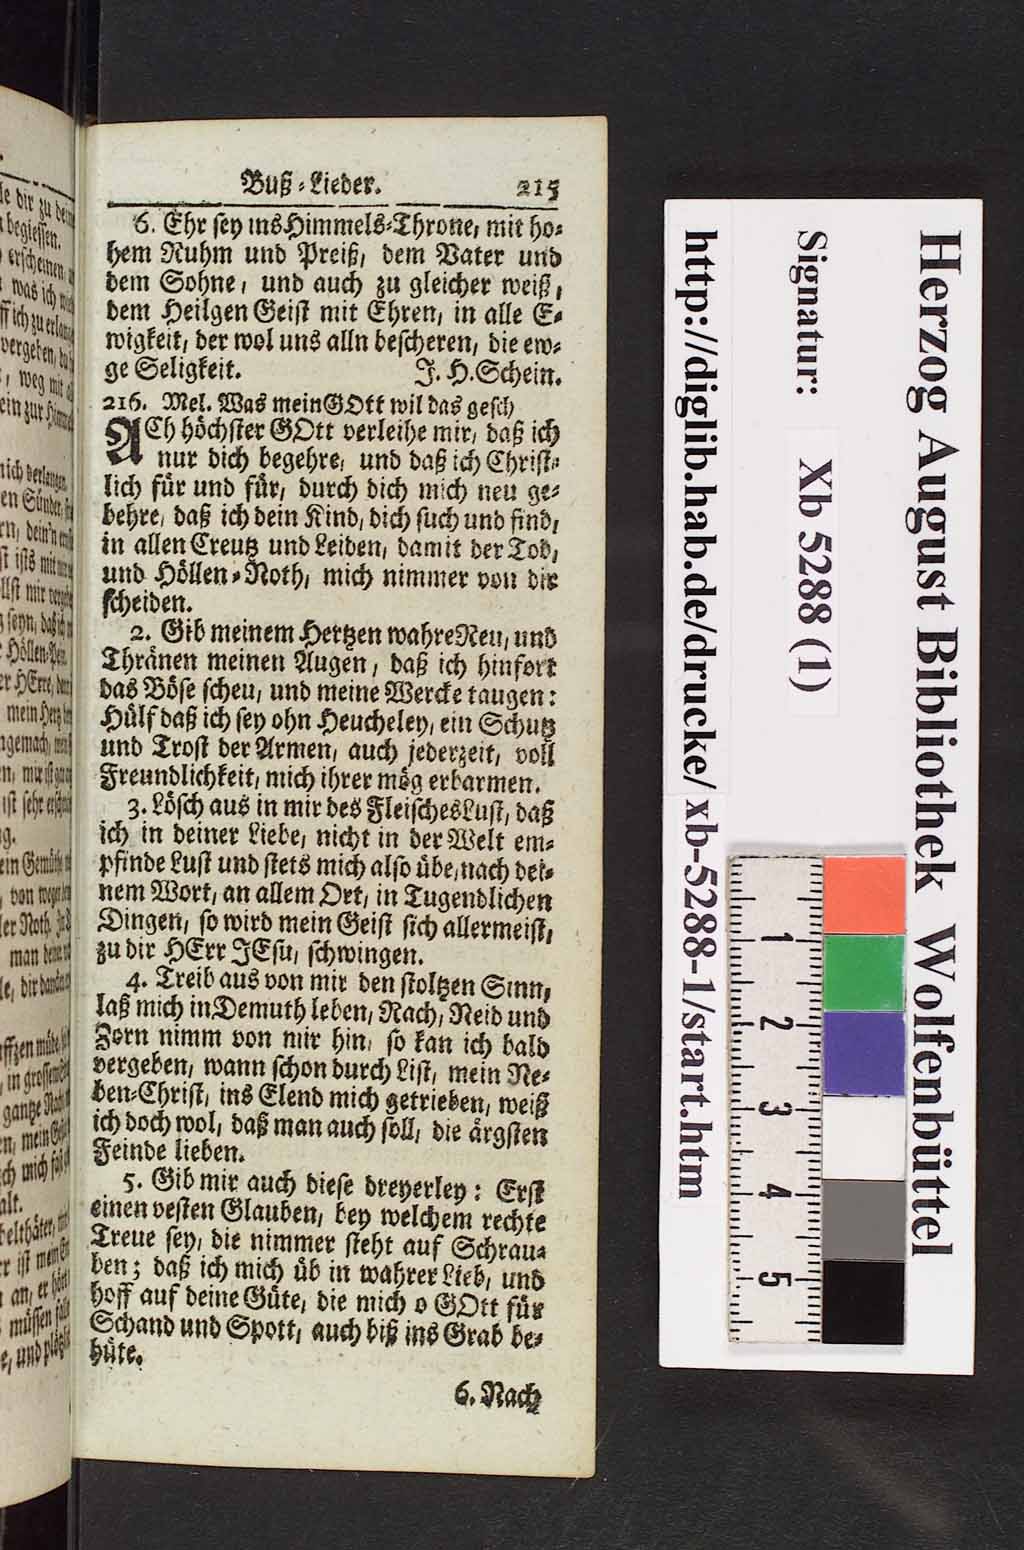 Buß-Lieder. 215
6. Ehr sey ins Himmels-Throne, mit ho-
hem Ruhm und Preiß, dem Vater und
dem Sohne, und auch zu gleicher weiß,
dem Heilgen Geist mit Ehren, in alle E-
wigkeit, der wol uns alln bescheren, die ew-
ge Seligkeit. J. H. Schein.
216. Mel. Was mein GOtt wil das gesch
ACh höchster GOtt verleihe mir, daß ich
nur dich begehre, und daß ich Christ-
lich für und für, durch dich mich neu ge-
behre, daß ich dein Kind, dich such und find,
in allen Creutz und Leiden, damit der Tod,
und Höllen-Noth, mich nimmer von dir
scheiden.
2. Gib meinem Hertzen wahre Reu, und
Thränen meinen Augen, daß ich hinfort
das Böse scheu, und meine Wercke taugen:
Hülf daß ich sey ohn Heucheley, ein Schutz
und Trost der Armen, auch jederzeit, voll
Freundlichkeit, mich ihrer mög erbarmen.
3. Lösch aus in mir des Fleisches Lust, daß
ich in deiner Liebe, nicht in der Welt em-
pfinde Lust und stets mich also übe, nach dei-
nem Wort, an allem Ort, in Tugendlichen
Dingen, so wird mein Geist sich allermeist,
zu dir HErr JEsu, schwingen.
4. Treib aus von mir den stoltzen Sinn,
laß mich in Demuth leben, Rach, Neid und
Zorn nimm von mir hin, so kan ich bald
vergeben, wann schon durch List, mein Ne-
ben-Christ, ins Elend mich getrieben, weiß
ich doch wol, daß man auch soll, die ärgsten
Feinde lieben.
5. Gib mir auch diese dreyerley: Erst
einen vesten Glauben, bey welchem rechte
Treue sey, die nimmer steht auf Schrau-
ben; daß ich mich üb in wahrer Lieb, und
hoff auf deine Güte, die mich o GOtt für
Schand und Spott, auch biß ins Grab be-
hüte.
6. Nach
Herzog August Bibliothek Wolfenbüttel
Signatur: Xb 5288 (1)
http://diglib.hab.de/drucke/xb-5288-1/start.htm
1
2
3
4
5